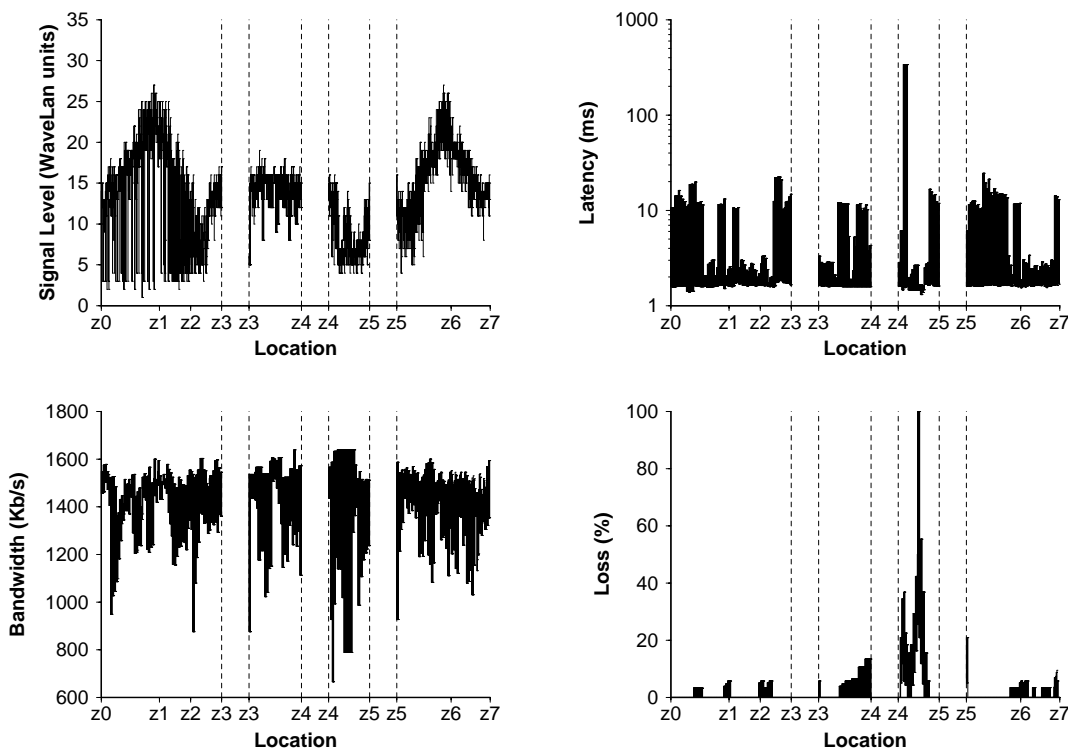 Signal Level (WaveLan units)
35
30
25
20
15
10
5
0
z0 z1 z2 z3 z3 z4 z4 z5 z5 z6 z7
Location
Latency (ms)
1000
100
10
1
z0 z1 z2 z3 z3 z4 z4 z5 z5 z6 z7
Location
Bandwidth (Kb/s)
1800
1600
1400
1200
1000
800
600
z0 z1 z2 z3 z3 z4 z4 z5 z5 z6 z7
Location
Loss (%)
100
80
60
40
20
0
z0 z1 z2 z3 z3 z4 z4 z5 z5 z6 z7
Location